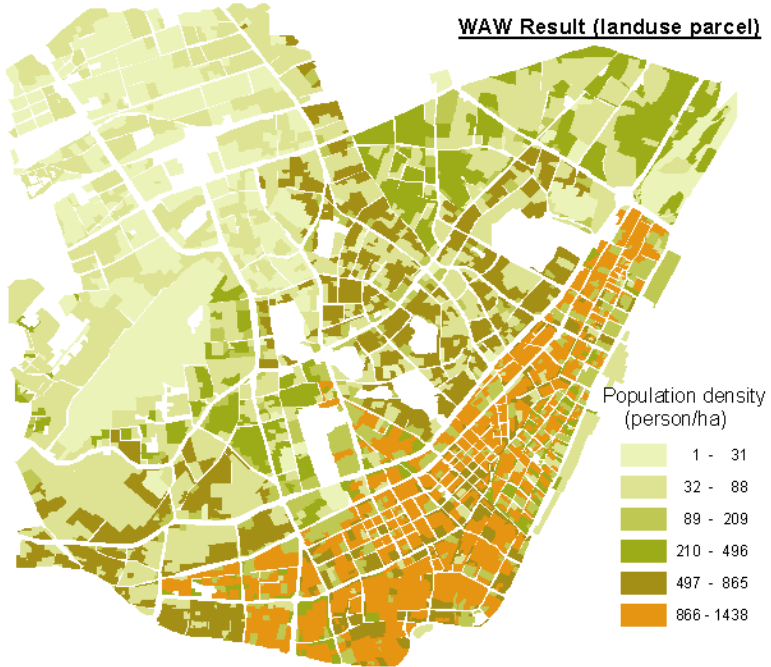 WAW Result (landuse parcel)
Population density
(person/ha)
1 - 31
32 - 88
89 - 209
210 - 496
497 - 865
866 - 1438